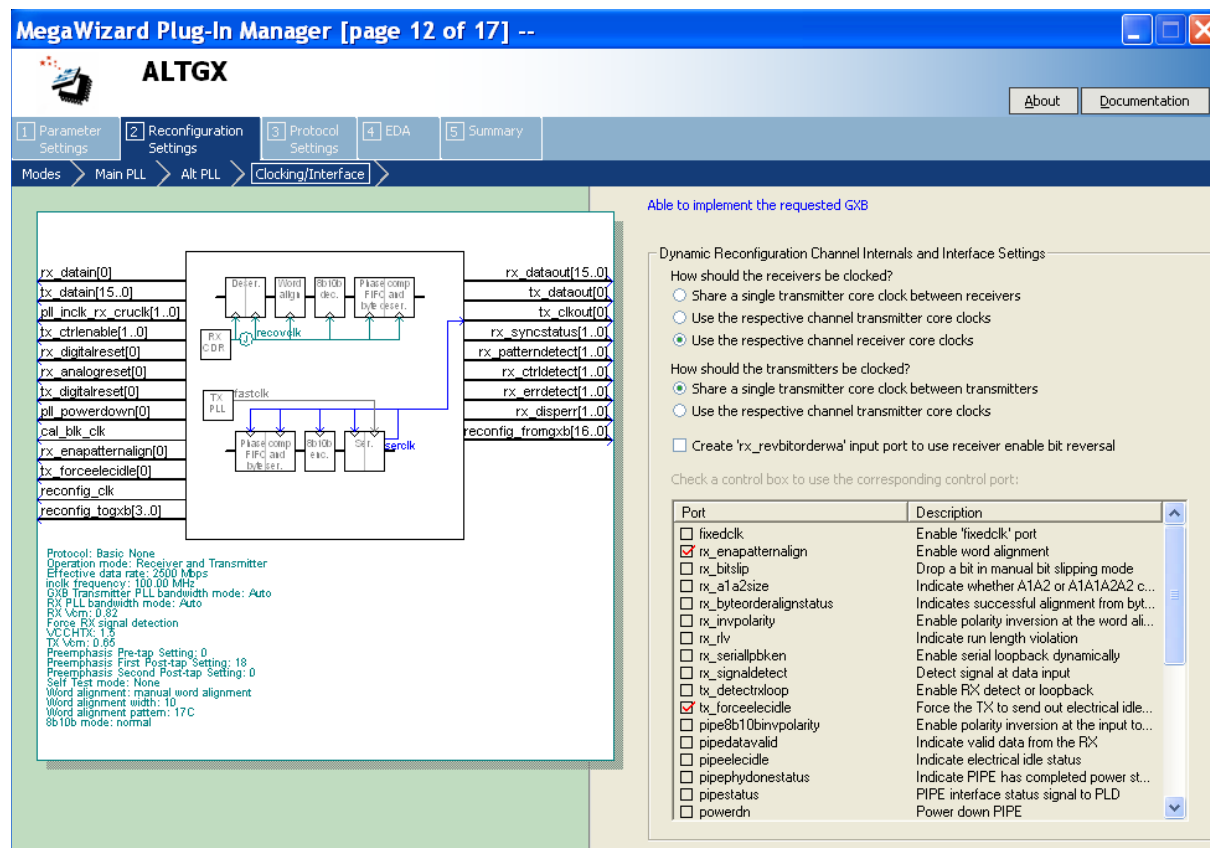 MegaWizard Plug-In Manager [page 12 of 17] --
ALTGX
About
Documentation
1 Parameter Settings
2 Reconfiguration Settings
3 Protocol Settings
4 EDA
5 Summary
Modes
Main PLL
Alt PLL
Clocking/Interface
rx_datain[0]
tx_datain[15..0]
pll_inclk_rx_cruclk[1..0]
tx_ctrlenable[1..0]
rx_digitalreset[0]
rx_analogreset[0]
tx_digitalreset[0]
pll_powerdown[0]
cal_blk_clk
rx_enapatternalign[0]
tx_forceelecidle[0]
reconfig_clk
reconfig_togxb[3..0]
Deser.
Word align
8b10b dec.
Phase comp FIFO and byte deser.
RX CDR
recovclk
TX PLL
fastclk
Phase comp FIFO and byte ser.
8b10b enc.
Ser.
serclk
rx_dataout[15..0]
tx_dataout[0]
tx_clkout[0]
rx_syncstatus[1..0]
rx_patterndetect[1..0]
rx_ctrldetect[1..0]
rx_errdetect[1..0]
rx_disperr[1..0]
reconfig_fromgxb[16..0]
Protocol: Basic None
Operation mode: Receiver and Transmitter
Effective data rate: 2500 Mbps
inclk frequency: 100.00 MHz
GXB Transmitter PLL bandwidth mode: Auto
RX PLL bandwidth mode: Auto
RX Vcm: 0.82
Force RX signal detection
VCCHTX: 1.5
TX Vcm: 0.65
Preemphasis Pre-tap Setting: 0
Preemphasis First Post-tap Setting: 18
Preemphasis Second Post-tap Setting: 0
Self Test mode: None
Word alignment: manual word alignment
Word alignment width: 10
Word alignment pattern: 17C
8b10b mode: normal
Able to implement the requested GXB
Dynamic Reconfiguration Channel Internals and Interface Settings
How should the receivers be clocked?
Share a single transmitter core clock between receivers
Use the respective channel transmitter core clocks
Use the respective channel receiver core clocks
How should the transmitters be clocked?
Share a single transmitter core clock between transmitters
Use the respective channel transmitter core clocks
Create 'rx_revbitorderwa' input port to use receiver enable bit reversal
Check a control box to use the corresponding control port:
Port Description
fixedclk Enable 'fixedclk' port
rx_enapatternalign Enable word alignment
rx_bitslip Drop a bit in manual bit slipping mode
rx_a1a2size Indicate whether A1A2 or A1A1A2A2 c...
rx_byteorderalignstatus Indicates successful alignment from byt...
rx_invpolarity Enable polarity inversion at the word ali...
rx_rlv Indicate run length violation
rx_seriallpbken Enable serial loopback dynamically
rx_signaldetect Detect signal at data input
tx_detectrxloop Enable RX detect or loopback
tx_forceelecidle Force the TX to send out electrical idle...
pipe8b10binvpolarity Enable polarity inversion at the input to...
pipedatavalid Indicate valid data from the RX
pipeelecidle Indicate electrical idle status
pipephydonestatus Indicate PIPE has completed power st...
pipestatus PIPE interface status signal to PLD
powerdn Power down PIPE